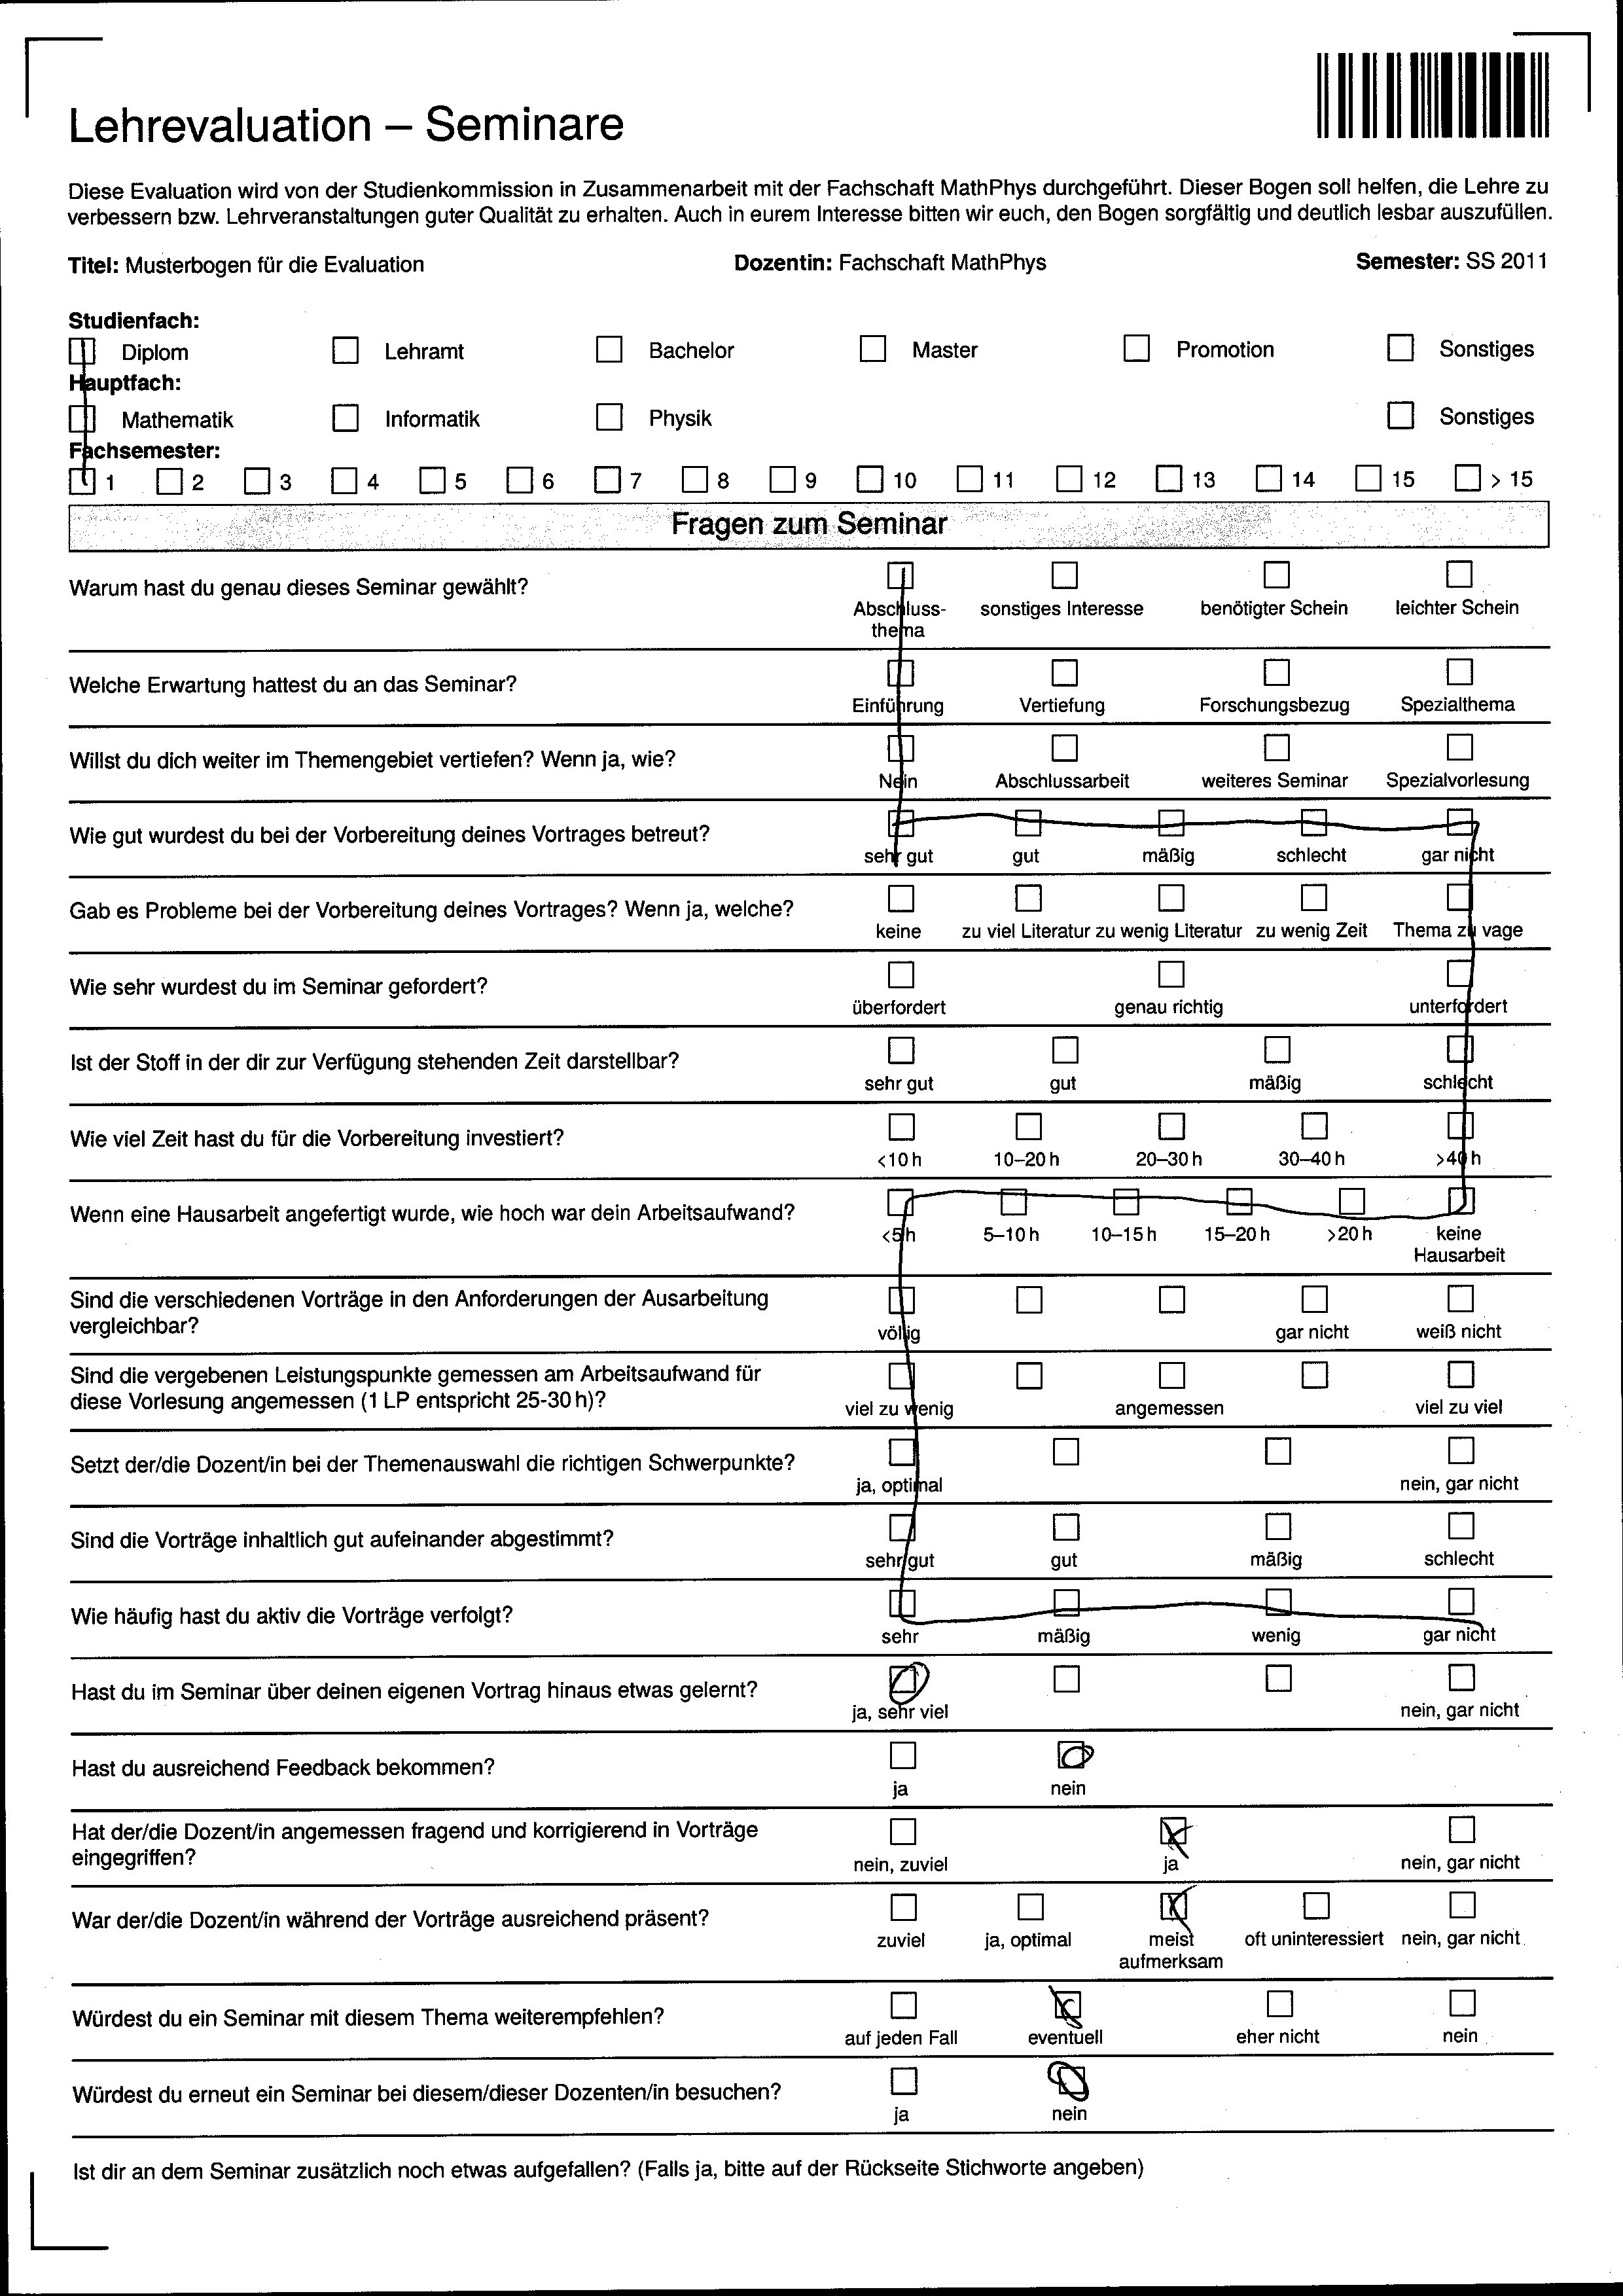 Lehrevaluation – Seminare
Diese Evaluation wird von der Studienkommission in Zusammenarbeit mit der Fachschaft MathPhys durchgeführt. Dieser Bogen soll helfen, die Lehre zu
verbessern bzw. Lehrveranstaltungen guter Qualität zu erhalten. Auch in eurem Interesse bitten wir euch, den Bogen sorgfältig und deutlich lesbar auszufüllen.
Titel: Musterbogen für die Evaluation Dozentin: Fachschaft MathPhys Semester: SS 2011
Studienfach:
Diplom Lehramt Bachelor Master Promotion Sonstiges
Hauptfach:
Mathematik Informatik Physik Sonstiges
Fachsemester:
1 2 3 4 5 6 7 8 9 10 11 12 13 14 15 > 15
Fragen zum Seminar
Warum hast du genau dieses Seminar gewählt?
Abschluss- sonstiges Interesse benötigter Schein leichter Schein
thema
Welche Erwartung hattest du an das Seminar?
Einführung Vertiefung Forschungsbezug Spezialthema
Willst du dich weiter im Themengebiet vertiefen? Wenn ja, wie?
Nein Abschlussarbeit weiteres Seminar Spezialvorlesung
Wie gut wurdest du bei der Vorbereitung deines Vortrages betreut?
sehr gut gut mäßig schlecht gar nicht
Gab es Probleme bei der Vorbereitung deines Vortrages? Wenn ja, welche?
keine zu viel Literatur zu wenig Literatur zu wenig Zeit Thema zu vage
Wie sehr wurdest du im Seminar gefordert?
überfordert genau richtig unterfordert
Ist der Stoff in der dir zur Verfügung stehenden Zeit darstellbar?
sehr gut gut mäßig schlecht
Wie viel Zeit hast du für die Vorbereitung investiert?
<10 h 10–20 h 20–30 h 30–40 h >40 h
Wenn eine Hausarbeit angefertigt wurde, wie hoch war dein Arbeitsaufwand?
<5 h 5–10 h 10–15 h 15–20 h >20 h keine
Hausarbeit
Sind die verschiedenen Vorträge in den Anforderungen der Ausarbeitung
vergleichbar?
völlig gar nicht weiß nicht
Sind die vergebenen Leistungspunkte gemessen am Arbeitsaufwand für
diese Vorlesung angemessen (1 LP entspricht 25-30 h)?
viel zu wenig angemessen viel zu viel
Setzt der/die Dozent/in bei der Themenauswahl die richtigen Schwerpunkte?
ja, optimal nein, gar nicht
Sind die Vorträge inhaltlich gut aufeinander abgestimmt?
sehr gut gut mäßig schlecht
Wie häufig hast du aktiv die Vorträge verfolgt?
sehr mäßig wenig gar nicht
Hast du im Seminar über deinen eigenen Vortrag hinaus etwas gelernt?
ja, sehr viel nein, gar nicht
Hast du ausreichend Feedback bekommen?
ja nein
Hat der/die Dozent/in angemessen fragend und korrigierend in Vorträge
eingegriffen?
nein, zuviel ja nein, gar nicht
War der/die Dozent/in während der Vorträge ausreichend präsent?
zuviel ja, optimal meist oft uninteressiert nein, gar nicht
aufmerksam
Würdest du ein Seminar mit diesem Thema weiterempfehlen?
auf jeden Fall eventuell eher nicht nein
Würdest du erneut ein Seminar bei diesem/dieser Dozenten/in besuchen?
ja nein
Ist dir an dem Seminar zusätzlich noch etwas aufgefallen? (Falls ja, bitte auf der Rückseite Stichworte angeben)